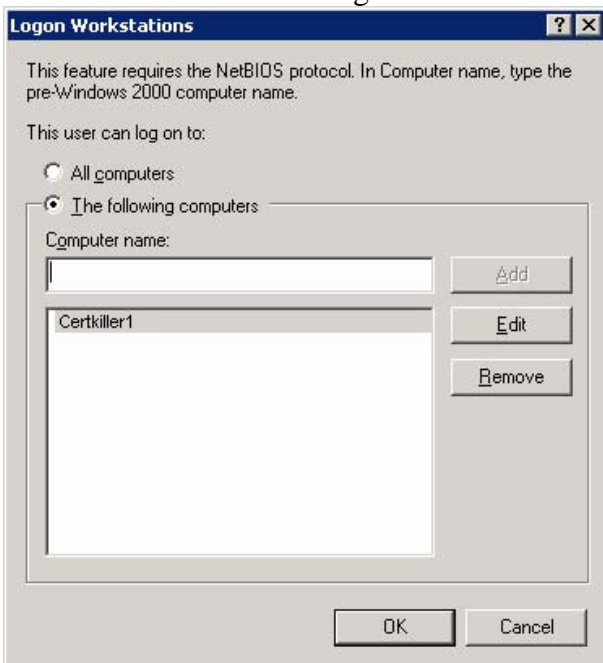 Logon Workstations
This feature requires the NetBIOS protocol. In Computer name, type the
pre-Windows 2000 computer name.
This user can log on to:
All computers
The following computers
Computer name:
Add
Certkiller1
Edit
Remove
OK
Cancel